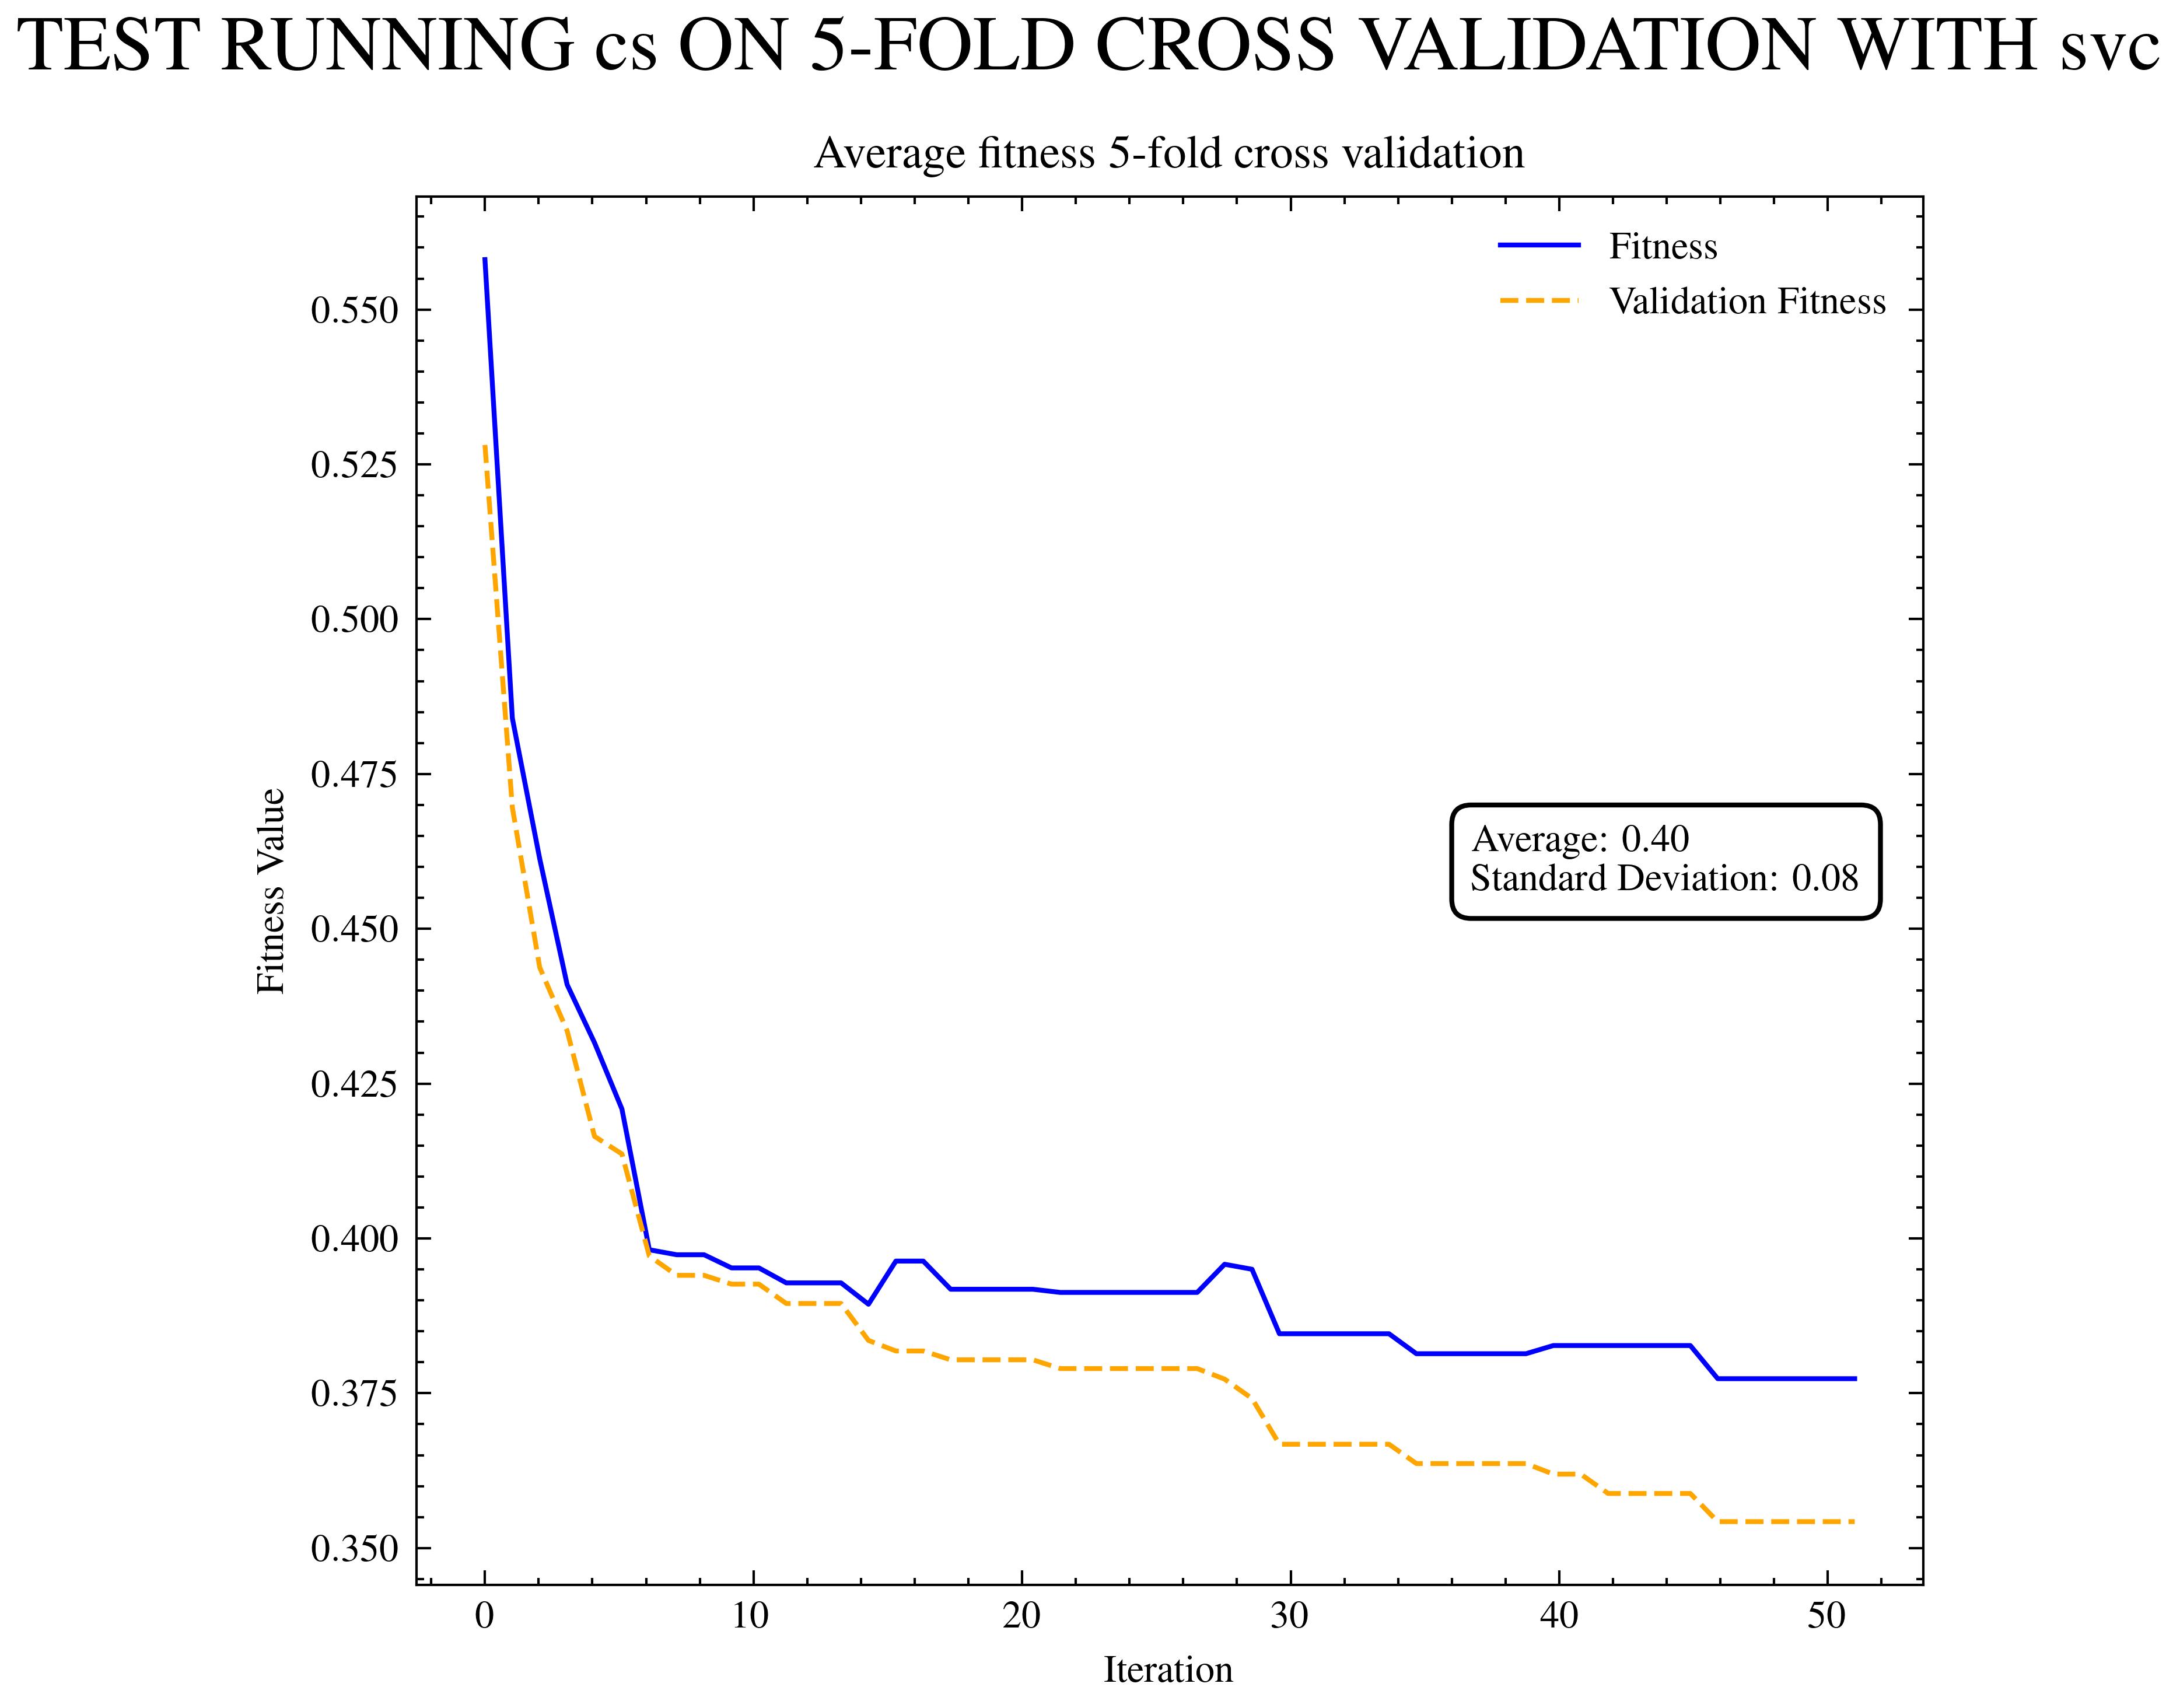 TEST RUNNING cs ON 5-FOLD CROSS VALIDATION WITH svc
Average fitness 5-fold cross validation
Fitness
Validation Fitness
0.550
0.525
0.500
0.475
0.450
0.425
0.400
0.375
0.350
Fitness Value
Average: 0.40
Standard Deviation: 0.08
0
10
20
30
40
50
Iteration